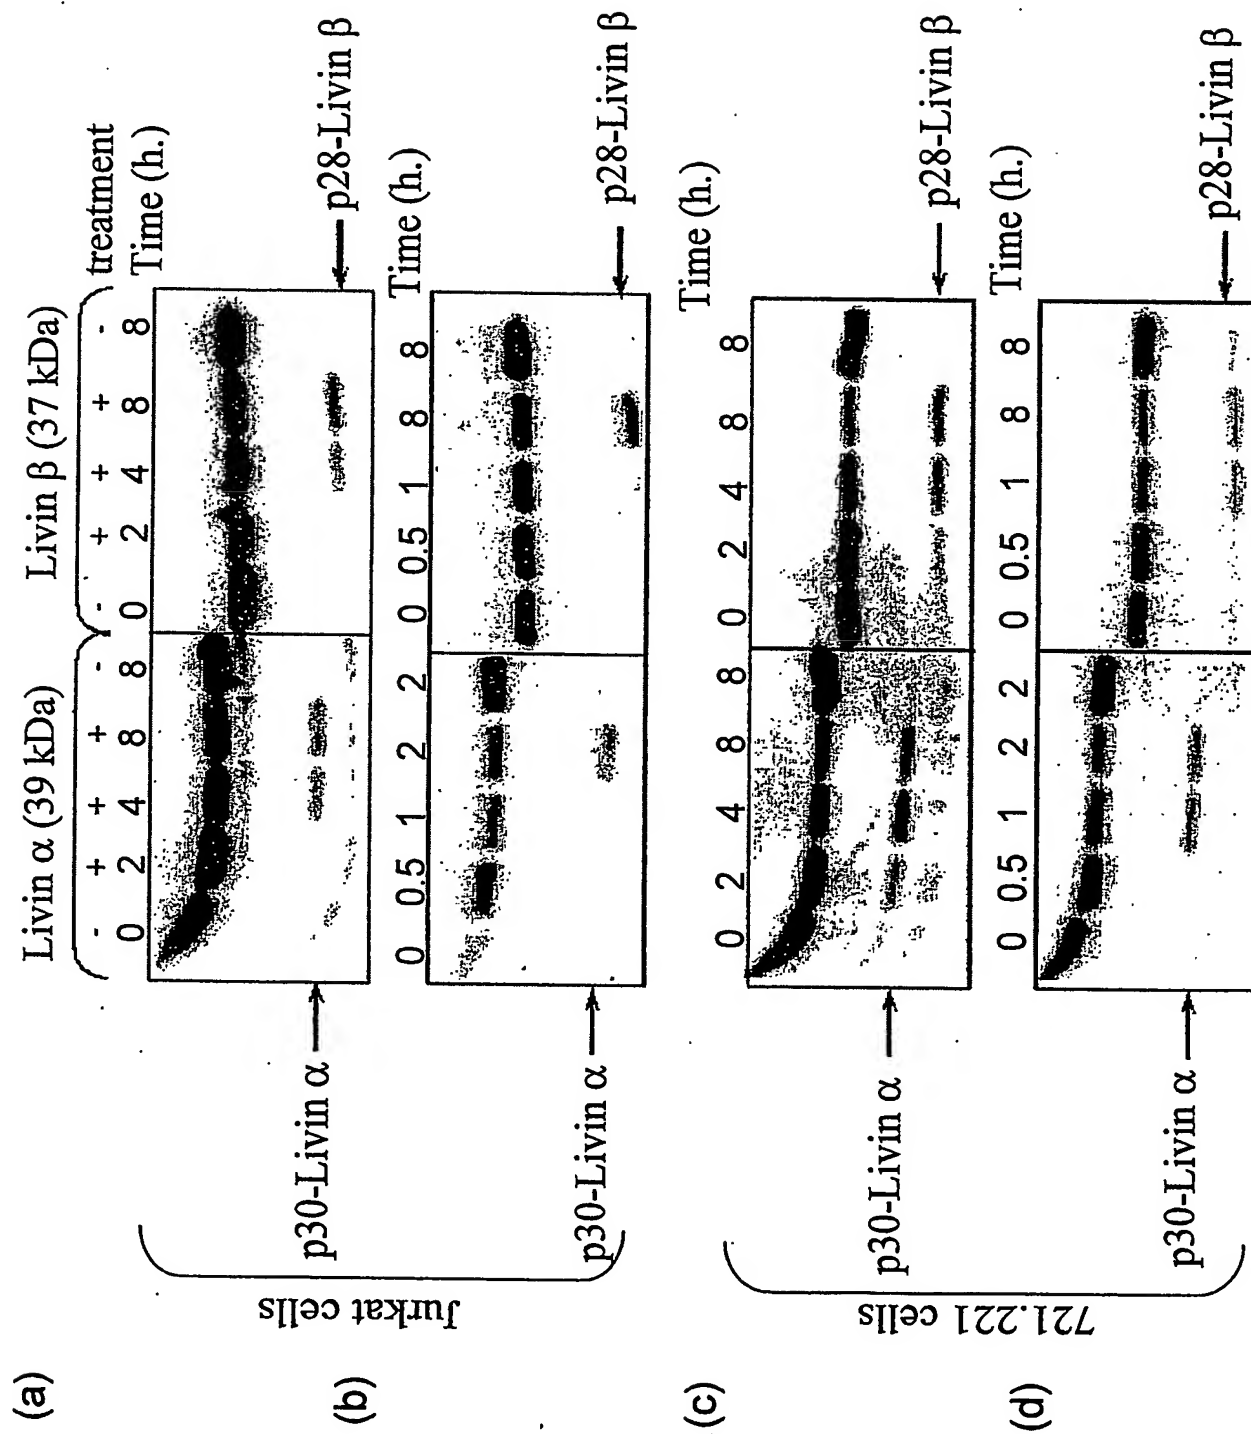 (a)
Livin α (39 kDa) Livin β (37 kDa)
- + + + - - + + + - treatment
0 2 4 8 8 0 2 4 8 8 Time (h.)
p30-Livin α p28-Livin β
Jurkat cells
(b)
0 0.5 1 2 2 0 0.5 1 8 8 Time (h.)
p30-Livin α p28-Livin β
(c)
0 2 4 8 8 0 2 4 8 8 Time (h.)
p30-Livin α p28-Livin β
721.221 cells
(d)
0 0.5 1 2 2 0 0.5 1 8 8 Time (h.)
p30-Livin α p28-Livin β